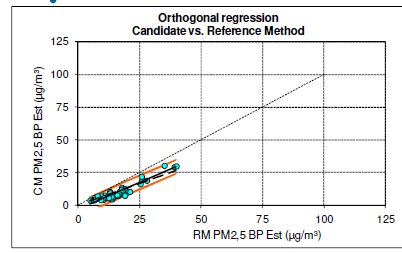 Orthogonal regression
Candidate vs. Reference Method
CM PM2,5 BP Est (µg/m³)
125
100
75
50
25
0
0 25 50 75 100 125
RM PM2,5 BP Est (µg/m³)